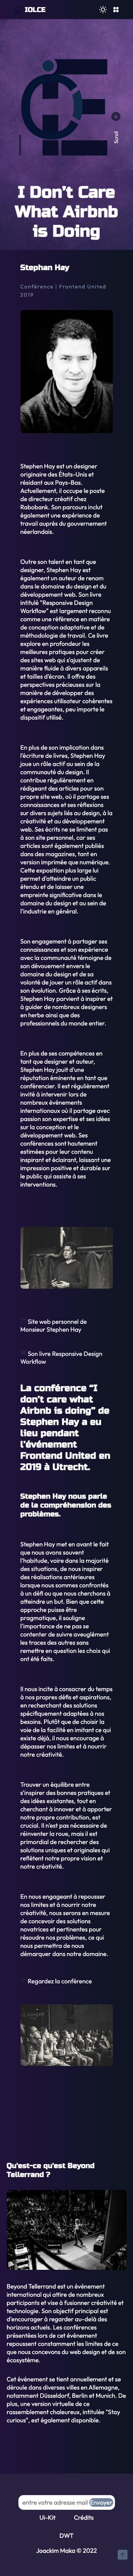 IOLCE
Scroll
I Don't Care
What Airbnb
is Doing
Stephan Hay
Conférence | Frontend United
2019
Stephen Hay est un designer
originaire des États-Unis et
résidant aux Pays-Bas.
Actuellement, il occupe le poste
de directeur créatif chez
Rabobank. Son parcours inclut
également une expérience de
travail auprès du gouvernement
néerlandais.
Outre son talent en tant que
designer, Stephen Hay est
également un auteur de renom
dans le domaine du design et du
développement web. Son livre
intitulé "Responsive Design
Workflow" est largement reconnu
comme une référence en matière
de conception adaptative et de
méthodologie de travail. Ce livre
explore en profondeur les
meilleures pratiques pour créer
des sites web qui s'ajustent de
manière fluide à divers appareils
et tailles d'écran. Il offre des
perspectives précieuses sur la
manière de développer des
expériences utilisateur cohérentes
et engageantes, peu importe le
dispositif utilisé.
En plus de son implication dans
l'écriture de livres, Stephen Hay
joue un rôle actif au sein de la
communauté du design. Il
contribue régulièrement en
rédigeant des articles pour son
propre site web, où il partage ses
connaissances et ses réflexions
sur divers sujets liés au design, à la
créativité et au développement
web. Ses écrits ne se limitent pas
à son site personnel, car ses
articles sont également publiés
dans des magazines, tant en
version imprimée que numérique.
Cette exposition plus large lui
permet d'atteindre un public
étendu et de laisser une
empreinte significative dans le
domaine du design et au sein de
l'industrie en général.
Son engagement à partager ses
connaissances et son expérience
avec la communauté témoigne de
son dévouement envers le
domaine du design et de sa
volonté de jouer un rôle actif dans
son évolution. Grâce à ses écrits,
Stephen Hay parvient à inspirer et
à guider de nombreux designers
en herbe ainsi que des
professionnels du monde entier.
En plus de ses compétences en
tant que designer et auteur,
Stephen Hay jouit d'une
réputation éminente en tant que
conférencier. Il est régulièrement
invité à intervenir lors de
nombreux événements
internationaux où il partage avec
passion son expertise et ses idées
sur la conception et le
développement web. Ses
conférences sont hautement
estimées pour leur contenu
inspirant et éclairant, laissant une
impression positive et durable sur
le public qui assiste à ses
interventions.
Site web personnel de
Monsieur Stephen Hay
Son livre Responsive Design
Workflow
La conférence "I
don't care what
Airbnb is doing" de
Stephen Hay a eu
lieu pendant
l'événement
Frontend United en
2019 à Utrecht.
Stephen Hay nous parle
de la compréhension des
problèmes.
Stephen Hay met en avant le fait
que nous avons souvent
l'habitude, voire dans la majorité
des situations, de nous inspirer
des réalisations antérieures
lorsque nous sommes confrontés
à un défi ou que nous cherchons à
atteindre un but. Bien que cette
approche puisse être
pragmatique, il souligne
l'importance de ne pas se
contenter de suivre aveuglément
les traces des autres sans
remettre en question les choix qui
ont été faits.
Il nous incite à consacrer du temps
à nos propres défis et aspirations,
en recherchant des solutions
spécifiquement adaptées à nos
besoins. Plutôt que de choisir la
voie de la facilité en imitant ce qui
existe déjà, il nous encourage à
dépasser nos limites et à nourrir
notre créativité.
Trouver un équilibre entre
s'inspirer des bonnes pratiques et
des idées existantes, tout en
cherchant à innover et à apporter
notre propre contribution, est
crucial. Il n'est pas nécessaire de
réinventer la roue, mais il est
primordial de rechercher des
solutions uniques et originales qui
reflètent notre propre vision et
notre créativité.
En nous engageant à repousser
nos limites et à nourrir notre
créativité, nous serons en mesure
de concevoir des solutions
novatrices et pertinentes pour
résoudre nos problèmes, ce qui
nous permettra de nous
démarquer dans notre domaine.
Regardez la conférence
Qu'est-ce qu'est Beyond
Tellerrand ?
Beyond Tellerrand est un événement
intemporel qui attire de nombreux
participants et vise à fusionner créativité et
technologie. Son objectif principal est
d'encourager à regarder au-delà des
horizons actuels. Les conférences
présentées lors de cet événement
repoussent constamment les limites de ce
que nous concevons du web design et de son
écosystème.
Cet événement se tient annuellement et se
déroule dans diverses villes en Allemagne,
notamment Düsseldorf, Berlin et Munich. De
plus, une version virtuelle de ce
rassemblement chaleureux, intitulée "Stay
curious", est également disponible.
entre votre adresse mail
Envoyer
Ui-Kit
Crédits
DWT
Joackim Maka © 2022